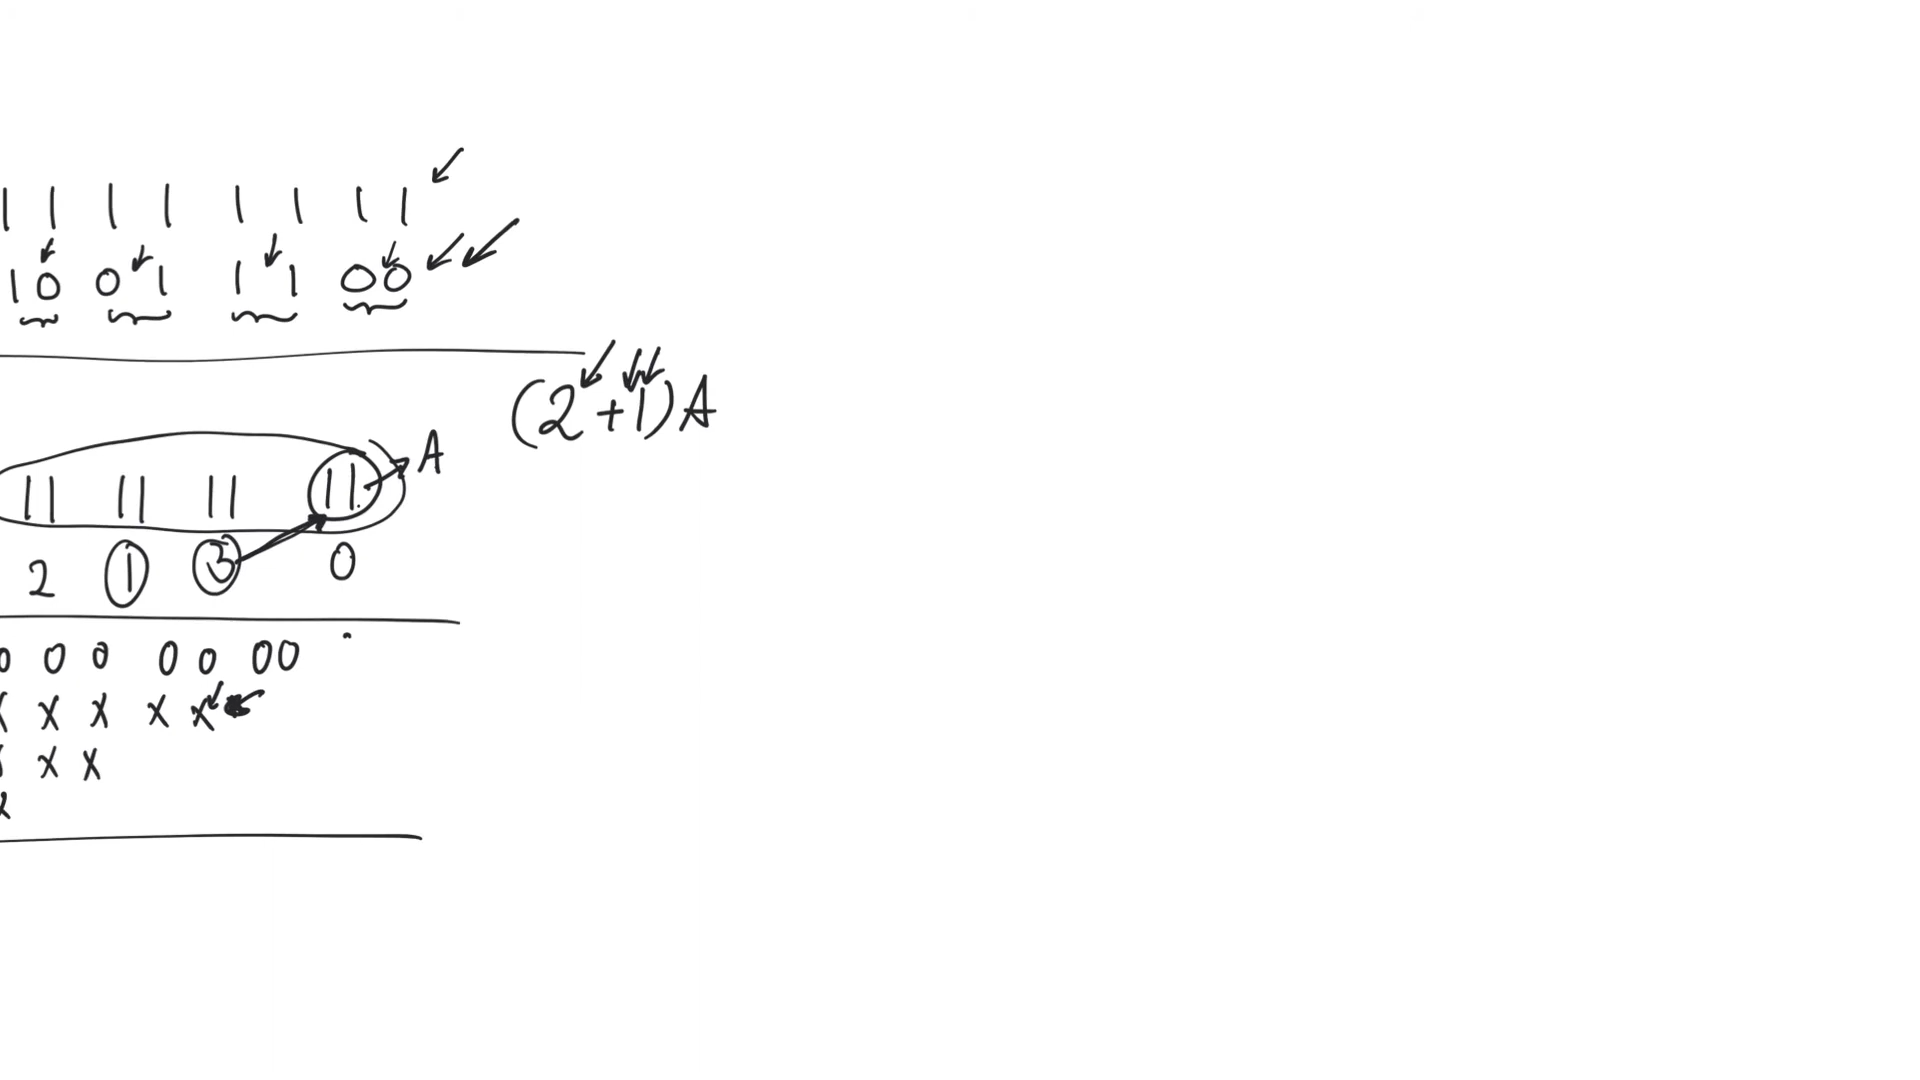 1 1 1 1 1 1 1 1
1 0 0 1 1 1 0 0
(2+1)A
11 11 11 11 A
2 1 3 0
0 0 0 0 0 0 0
X X X X
X X